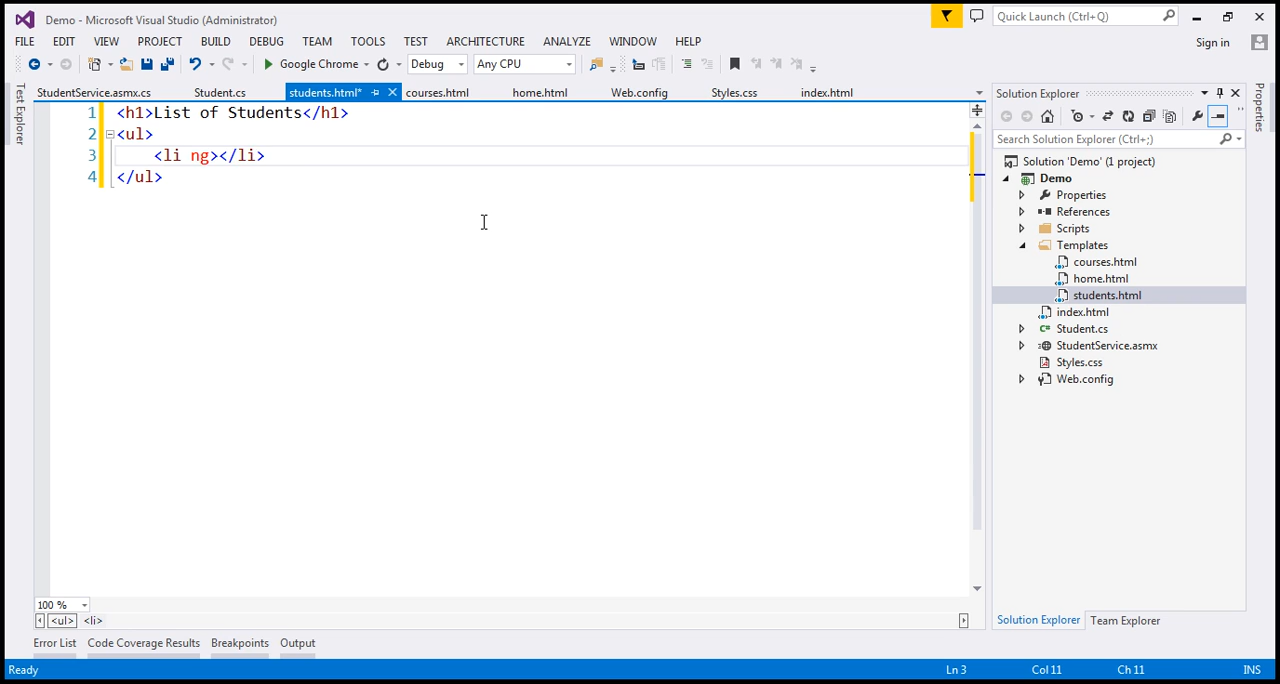 Demo - Microsoft Visual Studio (Administrator)
Quick Launch (Ctrl+Q)
FILE EDIT VIEW PROJECT BUILD DEBUG TEAM TOOLS TEST ARCHITECTURE ANALYZE WINDOW HELP
Sign in
Google Chrome Debug Any CPU
Test Explorer
StudentService.asmx.cs Student.cs students.html* courses.html home.html Web.config Styles.css index.html
1 <h1>List of Students</h1>
2 <ul>
3 <li ng></li>
4 </ul>
100 %
<ul> <li>
Solution Explorer
Search Solution Explorer (Ctrl+;)
Solution 'Demo' (1 project)
Demo
Properties
References
Scripts
Templates
courses.html
home.html
students.html
index.html
Student.cs
StudentService.asmx
Styles.css
Web.config
Solution Explorer Team Explorer
Properties
Error List Code Coverage Results Breakpoints Output
Ready Ln 3 Col 11 Ch 11 INS